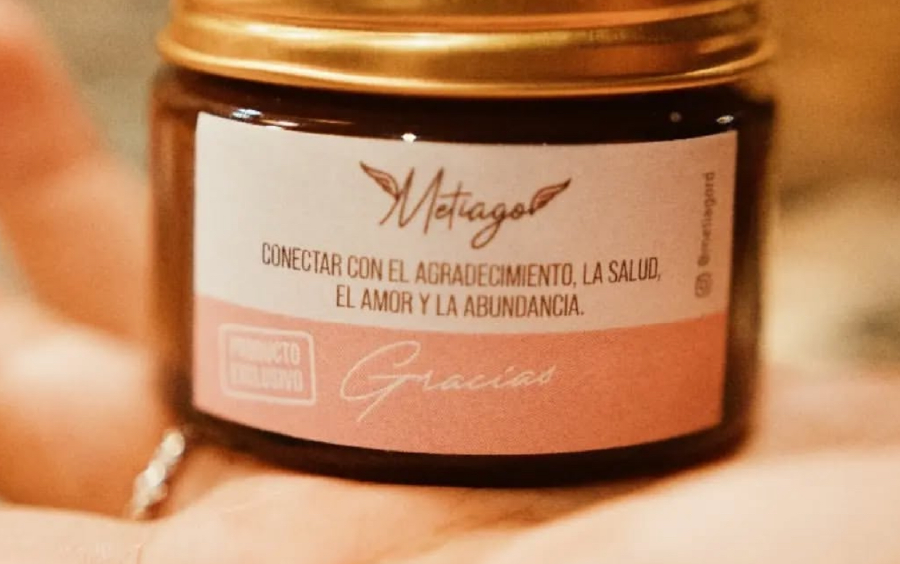 Metiago
CONECTAR CON EL AGRADECIMIENTO, LA SALUD,
EL AMOR Y LA ABUNDANCIA.
PRODUCTO
EXCLUSIVO
Gracias
@metiagord